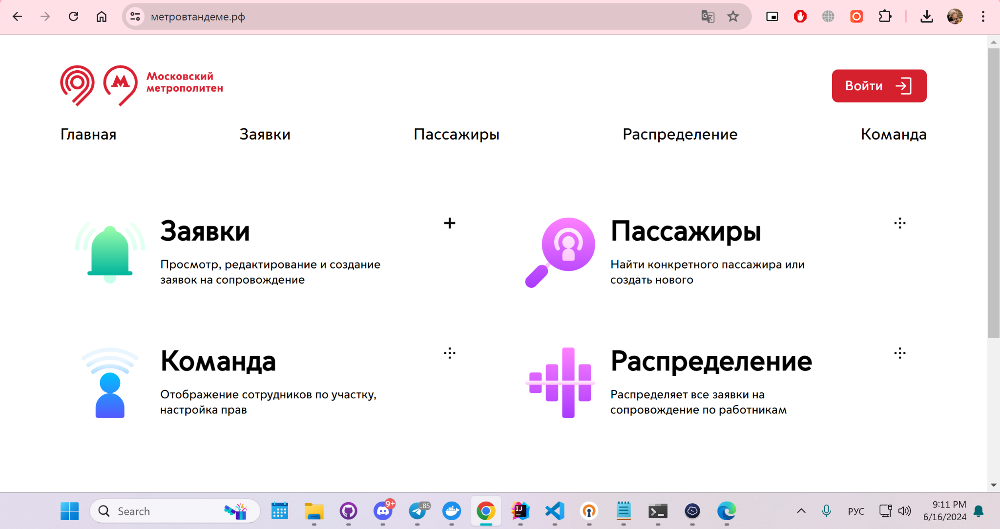 метровтандеме.рф
Московский
метрополитен
Войти
Главная Заявки Пассажиры Распределение Команда
Заявки
Просмотр, редактирование и создание
заявок на сопровождение
Пассажиры
Найти конкретного пассажира или
создать нового
Команда
Отображение сотрудников по участку,
настройка прав
Распределение
Распределяет все заявки на
сопровождение по работникам
Search
9+
..85
IJ
РУС
9:11 PM
6/16/2024